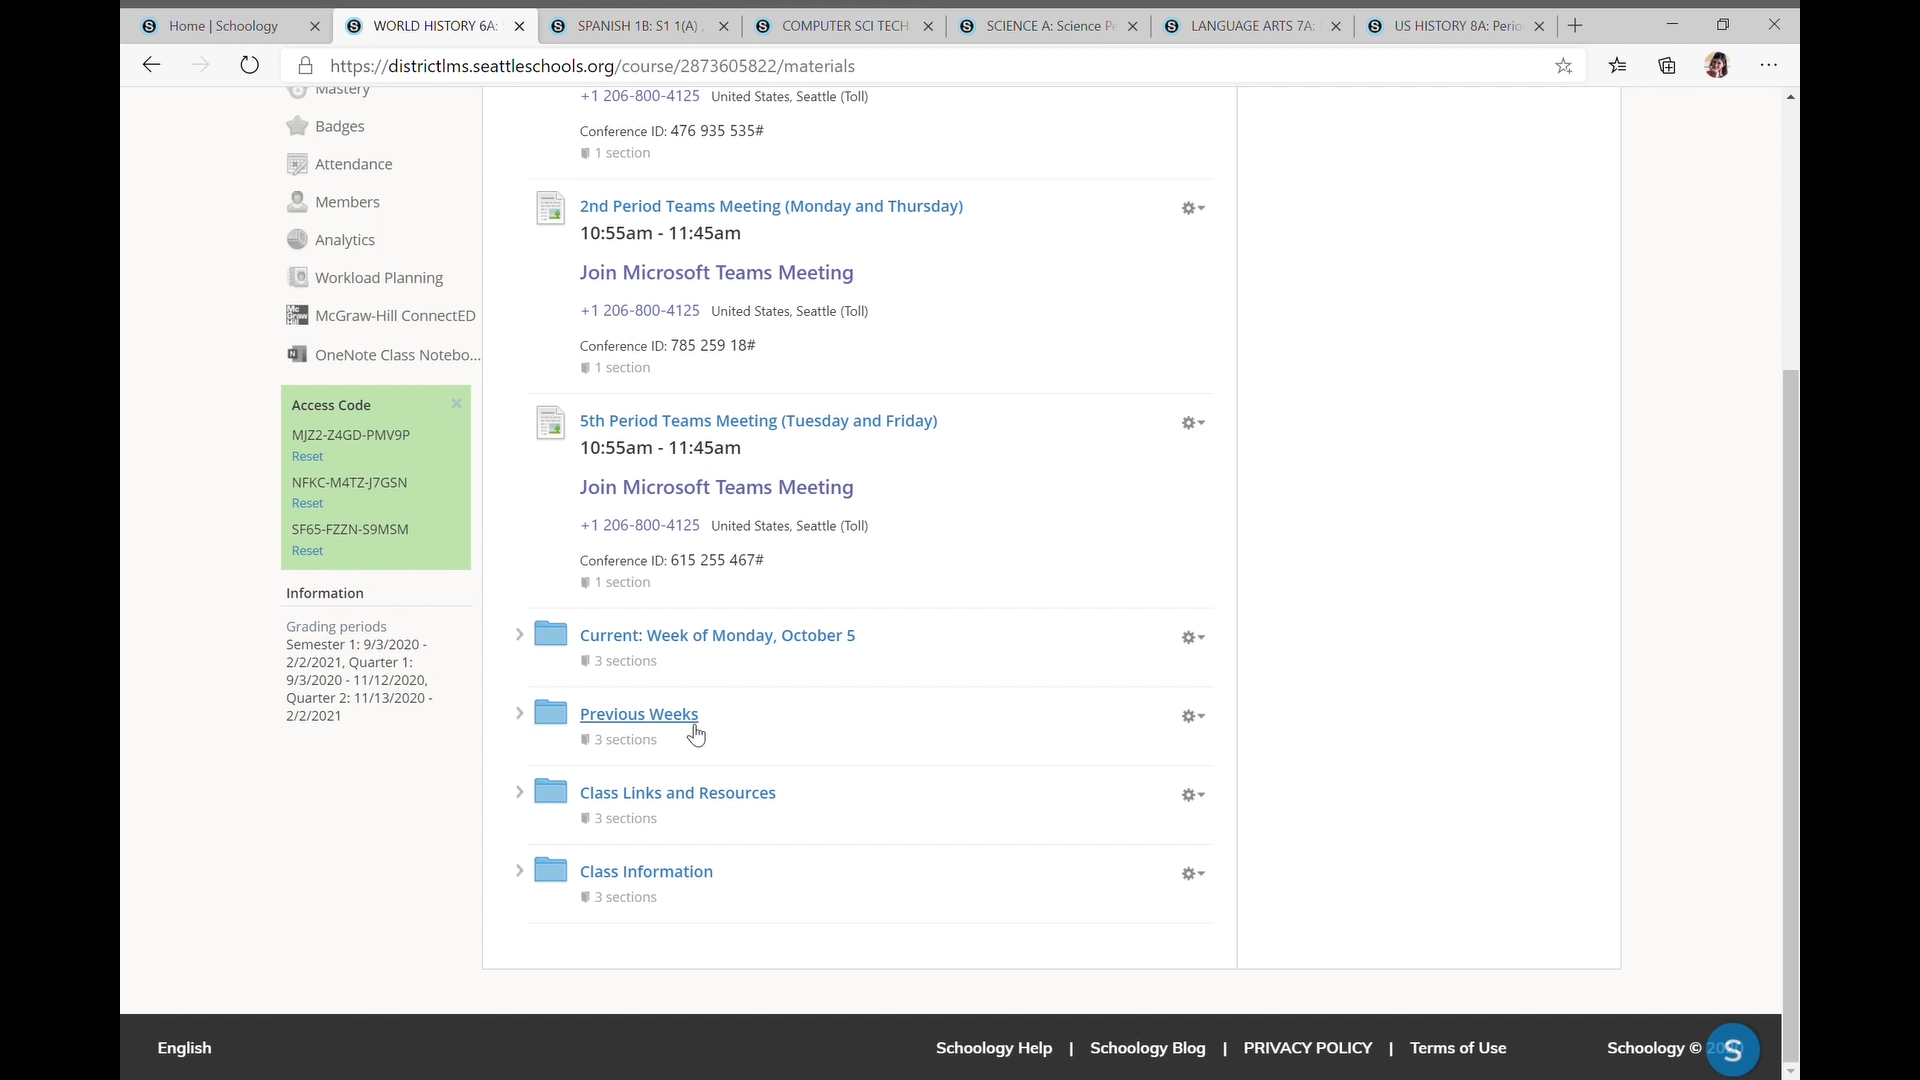 Home | Schoology
WORLD HISTORY 6A:
SPANISH 1B: S1 1(A)
COMPUTER SCI TECH
SCIENCE A: Science Pe
LANGUAGE ARTS 7A:
US HISTORY 8A: Perio
https://districtlms.seattleschools.org/course/2873605822/materials
Mastery
Badges
Attendance
Members
Analytics
Workload Planning
McGraw-Hill ConnectED
OneNote Class Notebo...
Access Code
MJZ2-Z4GD-PMV9P
Reset
NFKC-M4TZ-J7GSN
Reset
SF65-FZZN-S9MSM
Reset
Information
Grading periods
Semester 1: 9/3/2020 -
2/2/2021, Quarter 1:
9/3/2020 - 11/12/2020,
Quarter 2: 11/13/2020 -
2/2/2021
+1 206-800-4125 United States, Seattle (Toll)
Conference ID: 476 935 535#
1 section
2nd Period Teams Meeting (Monday and Thursday)
10:55am - 11:45am
Join Microsoft Teams Meeting
+1 206-800-4125 United States, Seattle (Toll)
Conference ID: 785 259 18#
1 section
5th Period Teams Meeting (Tuesday and Friday)
10:55am - 11:45am
Join Microsoft Teams Meeting
+1 206-800-4125 United States, Seattle (Toll)
Conference ID: 615 255 467#
1 section
Current: Week of Monday, October 5
3 sections
Previous Weeks
3 sections
Class Links and Resources
3 sections
Class Information
3 sections
English
Schoology Help | Schoology Blog | PRIVACY POLICY | Terms of Use
Schoology ©
S